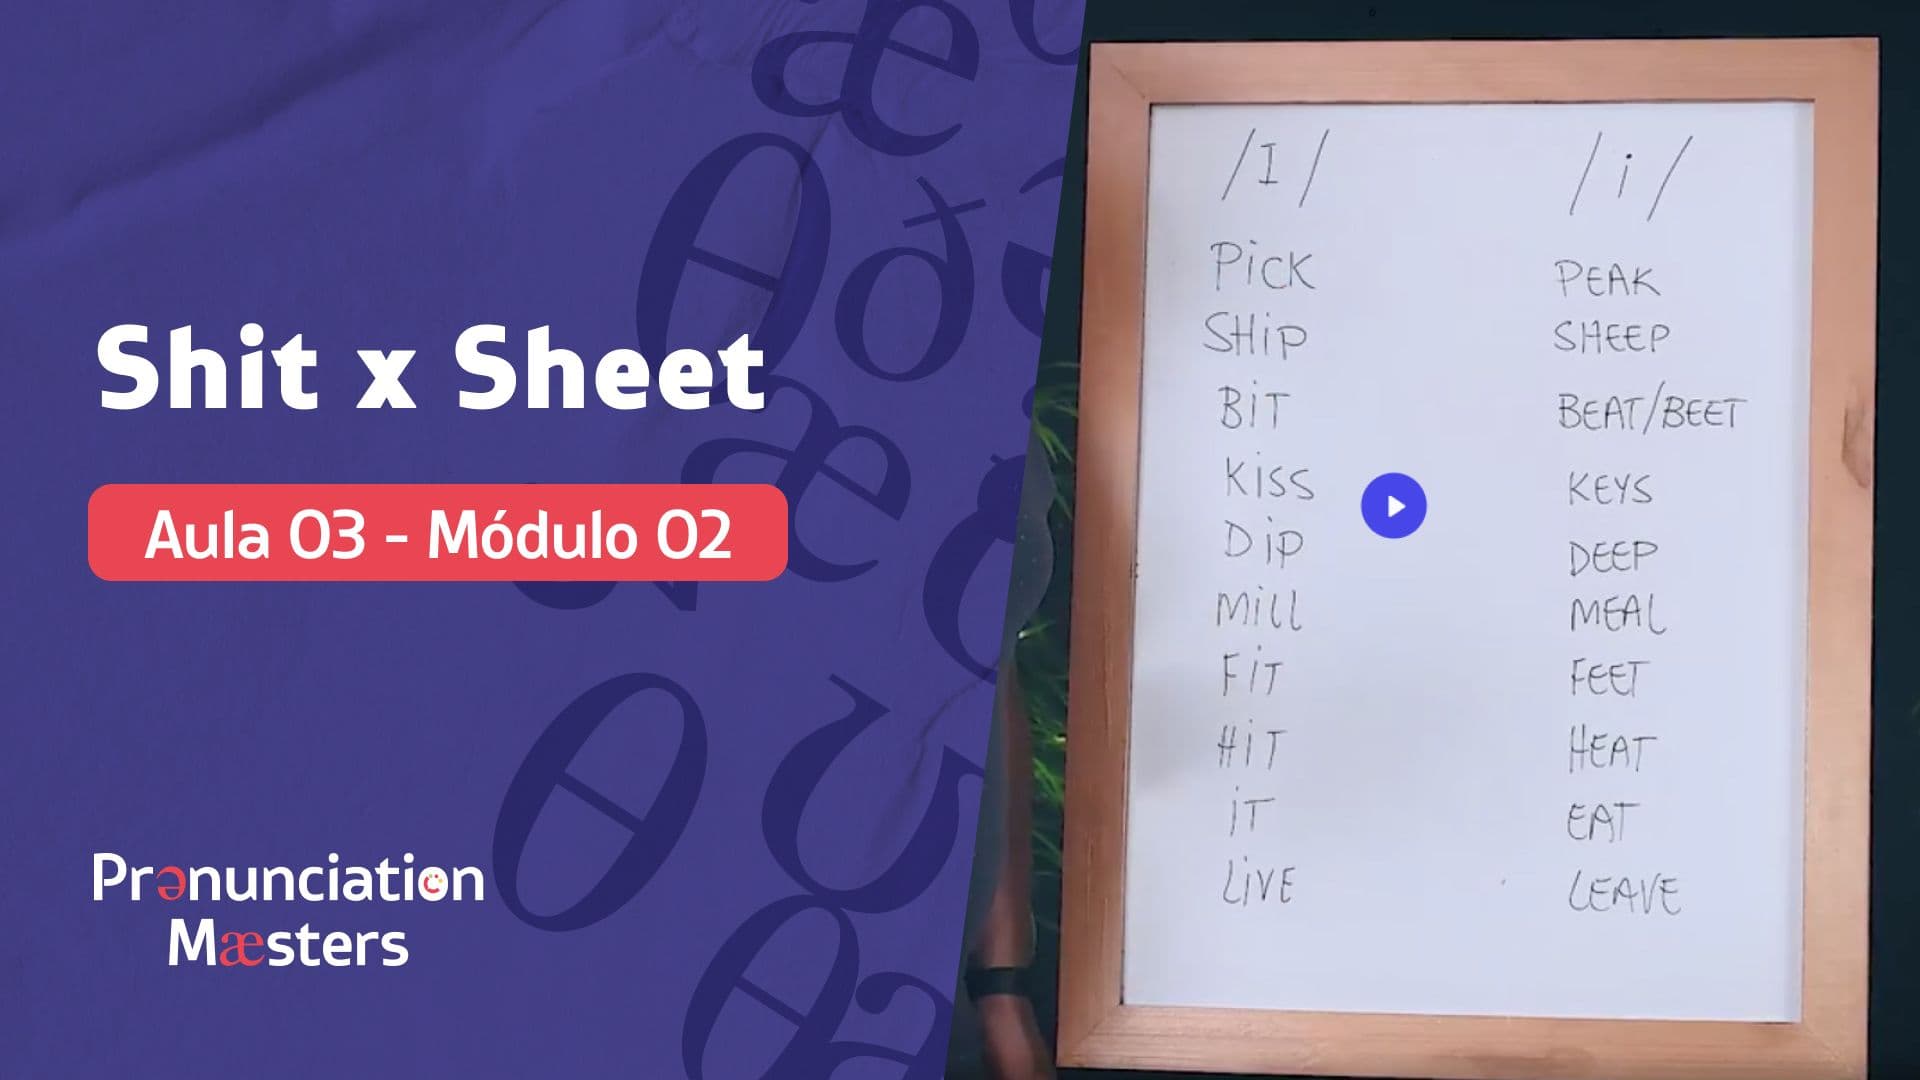 Shit x Sheet
Aula 03 - Módulo 02
Prənunciation
Mæsters
/I/ /i/
PiCK PEAK
SHiP SHEEP
BiT BEAT/BEET
KiSS KEYS
DiP DEEP
MiLL MEAL
FiT FEET
HiT HEAT
iT EAT
LiVE LEAVE
æ
θ
ð
æ
θ